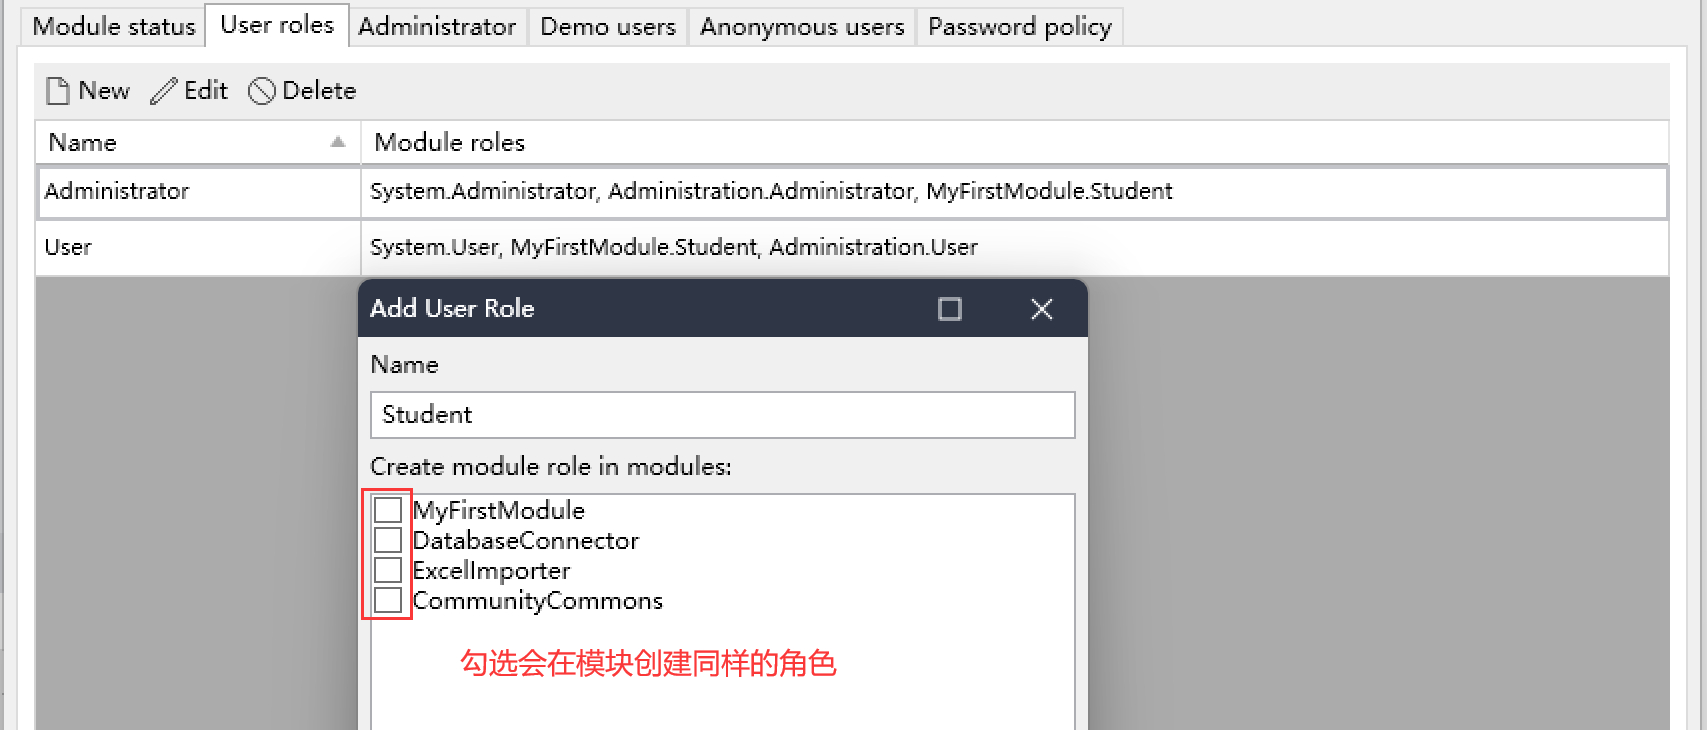 Module status User roles Administrator Demo users Anonymous users Password policy
New Edit Delete
Name Module roles
Administrator System.Administrator, Administration.Administrator, MyFirstModule.Student
User System.User, MyFirstModule.Student, Administration.User
Add User Role
Name
Student
Create module role in modules:
MyFirstModule
DatabaseConnector
ExcelImporter
CommunityCommons
勾选会在模块创建同样的角色